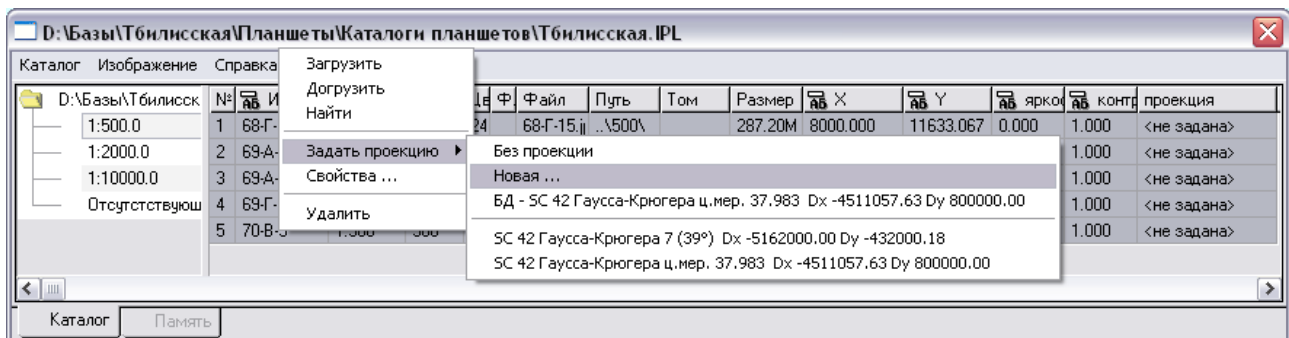 D:\Базы\Тбилисская\Планшеты\Каталоги планшетов\Тбилисская.IPL
Каталог Изображение Справка
Загрузить
Догрузить
Найти
Задать проекцию
Свойства ...
Удалить
Без проекции
Новая ...
БД - SC 42 Гаусса-Крюгера ц.мер. 37.983 Dx -4511057.63 Dy 800000.00
SC 42 Гаусса-Крюгера 7 (39°) Dx -5162000.00 Dy -432000.18
SC 42 Гаусса-Крюгера ц.мер. 37.983 Dx -4511057.63 Dy 800000.00
D:\Базы\Тбилисск
1:500.0
1:2000.0
1:10000.0
Отсутствующ
№ И Ф Файл Путь Том Размер X Y ярко контр проекция
1 68-Г- 24 68-Г-15.j ..\500\ 287.20M 8000.000 11633.067 0.000 1.000 <не задана>
2 69-А- 1.000 <не задана>
3 69-А- 1.000 <не задана>
4 69-Г- 1.000 <не задана>
5 70-В- 1.000 <не задана>
Каталог Память